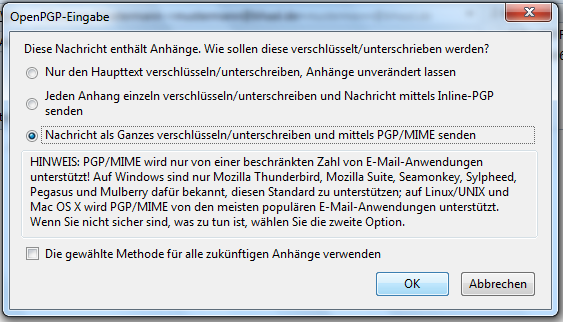 OpenPGP-Eingabe
Diese Nachricht enthält Anhänge. Wie sollen diese verschlüsselt/unterschrieben werden?
Nur den Haupttext verschlüsseln/unterschreiben, Anhänge unverändert lassen
Jeden Anhang einzeln verschlüsseln/unterschreiben und Nachricht mittels Inline-PGP
senden
Nachricht als Ganzes verschlüsseln/unterschreiben und mittels PGP/MIME senden
HINWEIS: PGP/MIME wird nur von einer beschränkten Zahl von E-Mail-Anwendungen
unterstützt! Auf Windows sind nur Mozilla Thunderbird, Mozilla Suite, Seamonkey, Sylpheed,
Pegasus und Mulberry dafür bekannt, diesen Standard zu unterstützen; auf Linux/UNIX und
Mac OS X wird PGP/MIME von den meisten populären E-Mail-Anwendungen unterstützt.
Wenn Sie nicht sicher sind, was zu tun ist, wählen Sie die zweite Option.
Die gewählte Methode für alle zukünftigen Anhänge verwenden
OK
Abbrechen